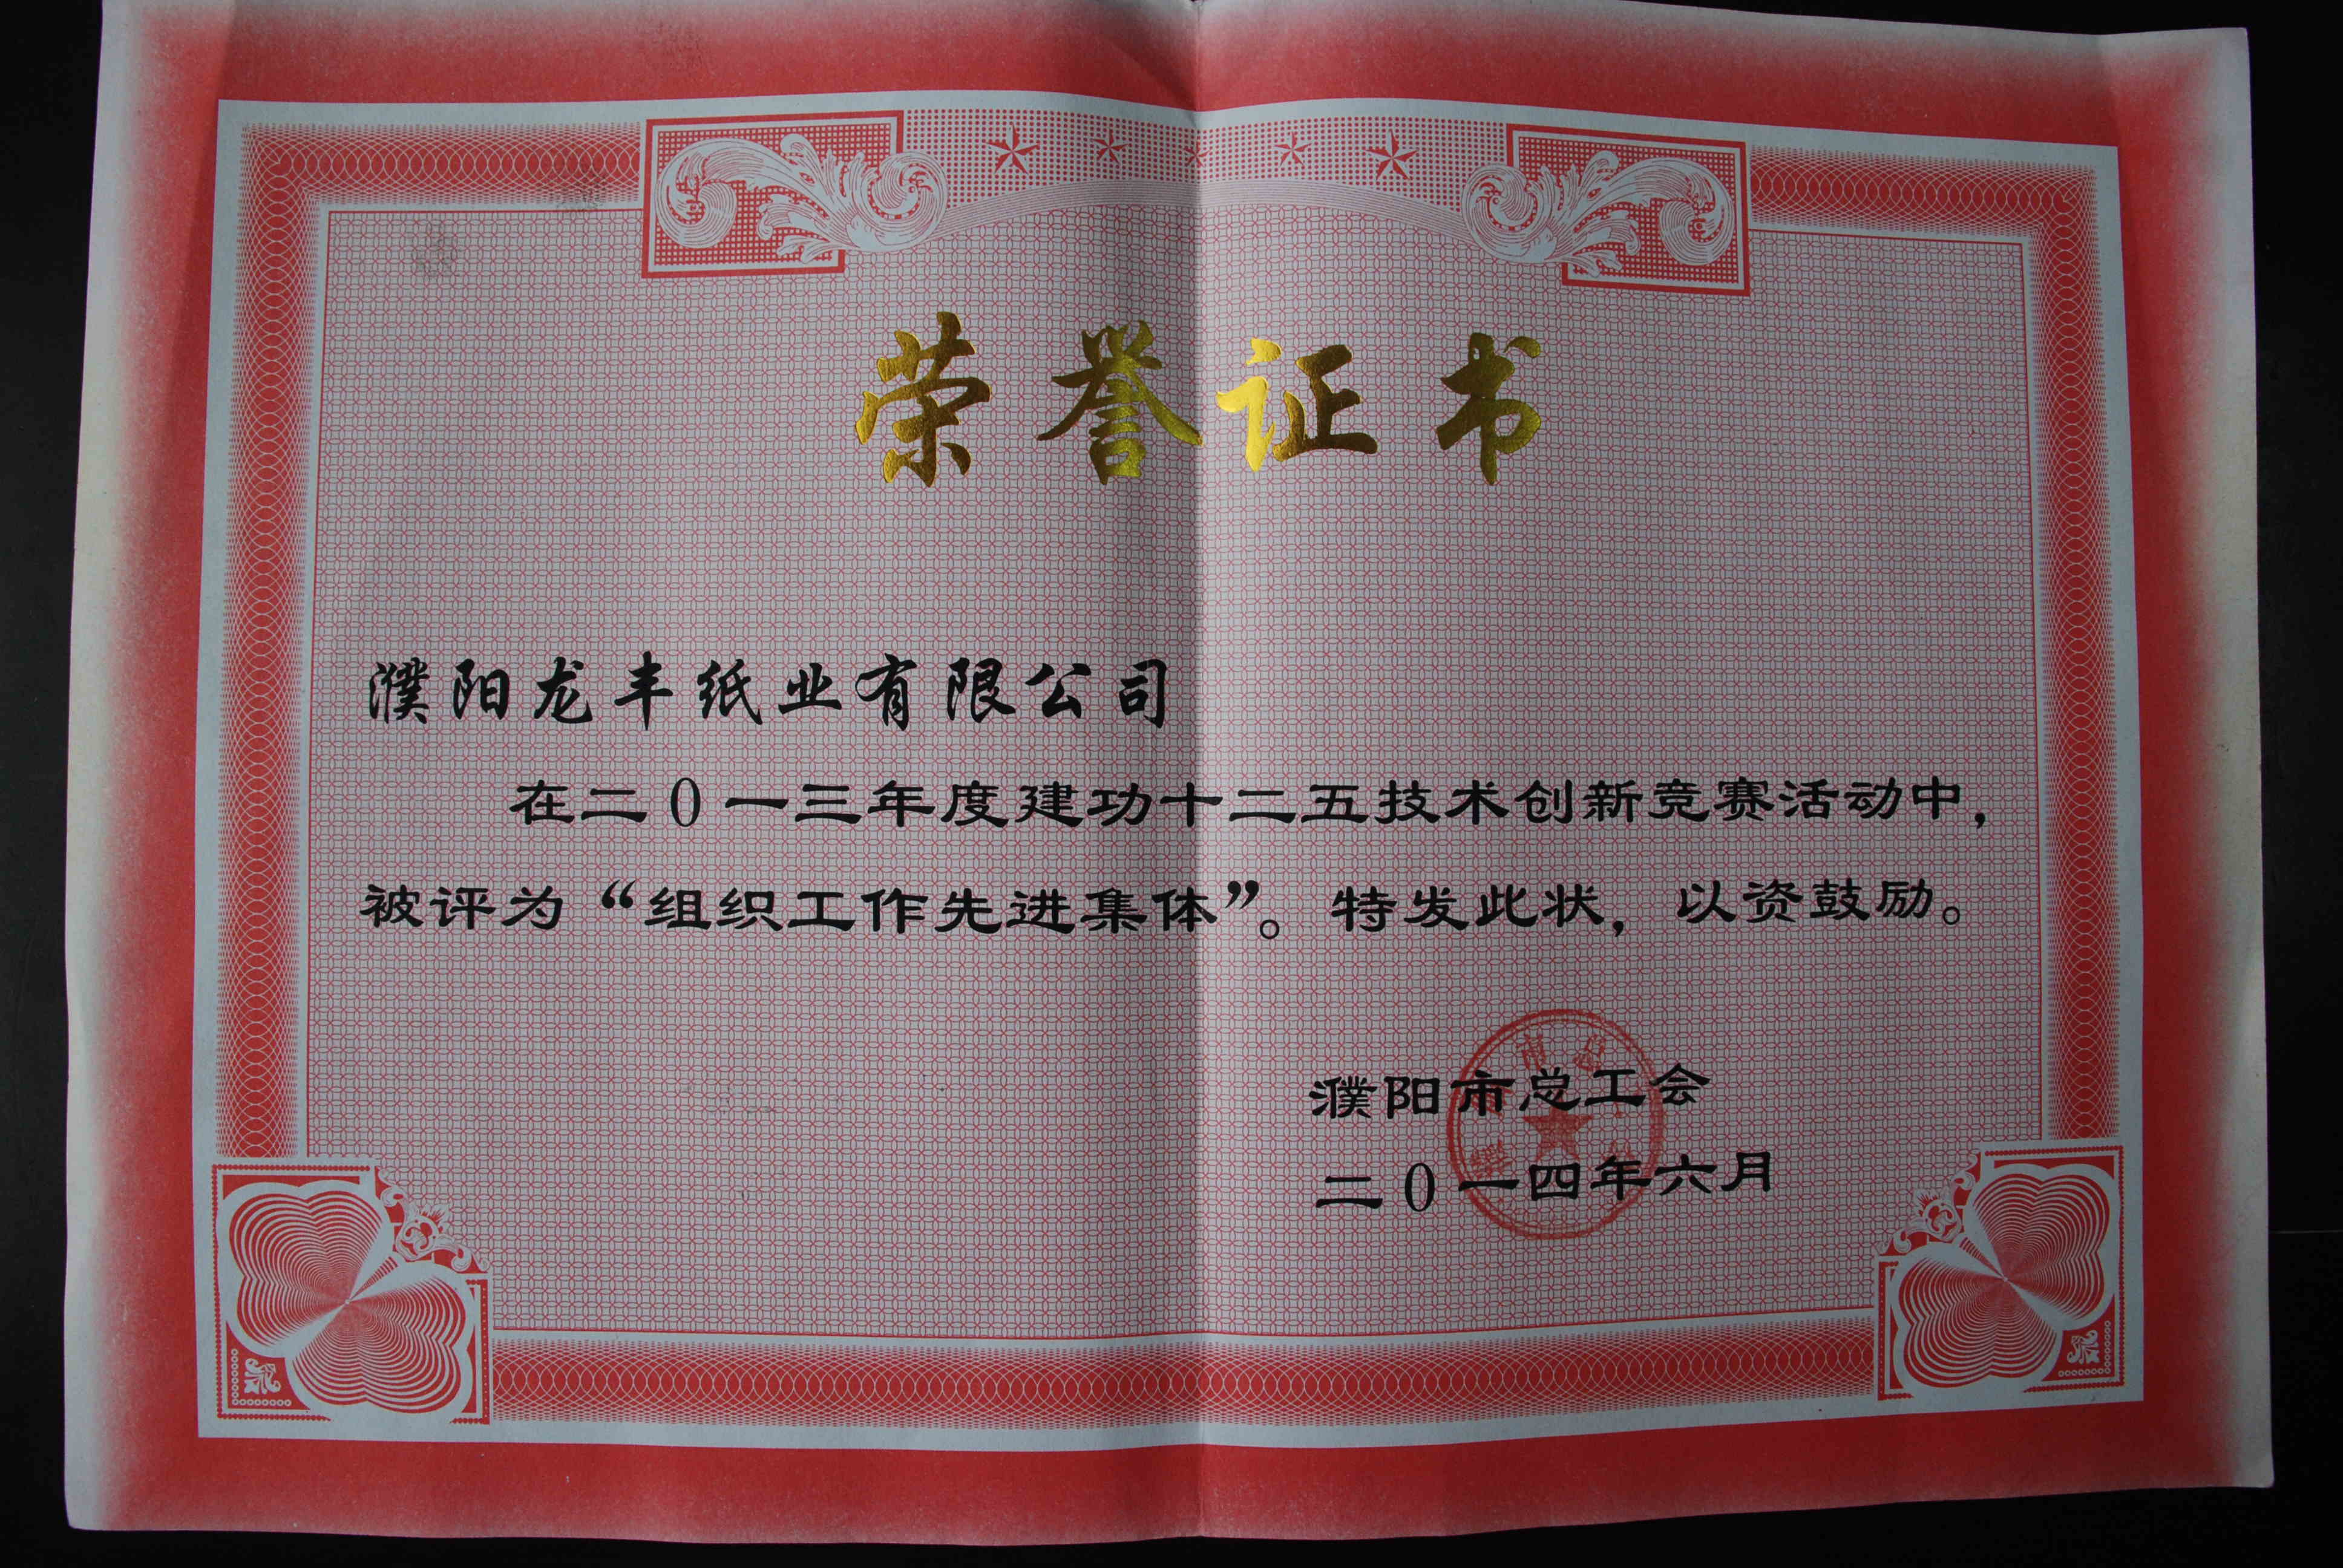 荣誉证书
濮阳龙丰纸业有限公司
在二0一三年度建功十二五技术创新竞赛活动中，
被评为“组织工作先进集体”。特发此状，以资鼓励。
市总
濮阳市总工会
二0一四年六月